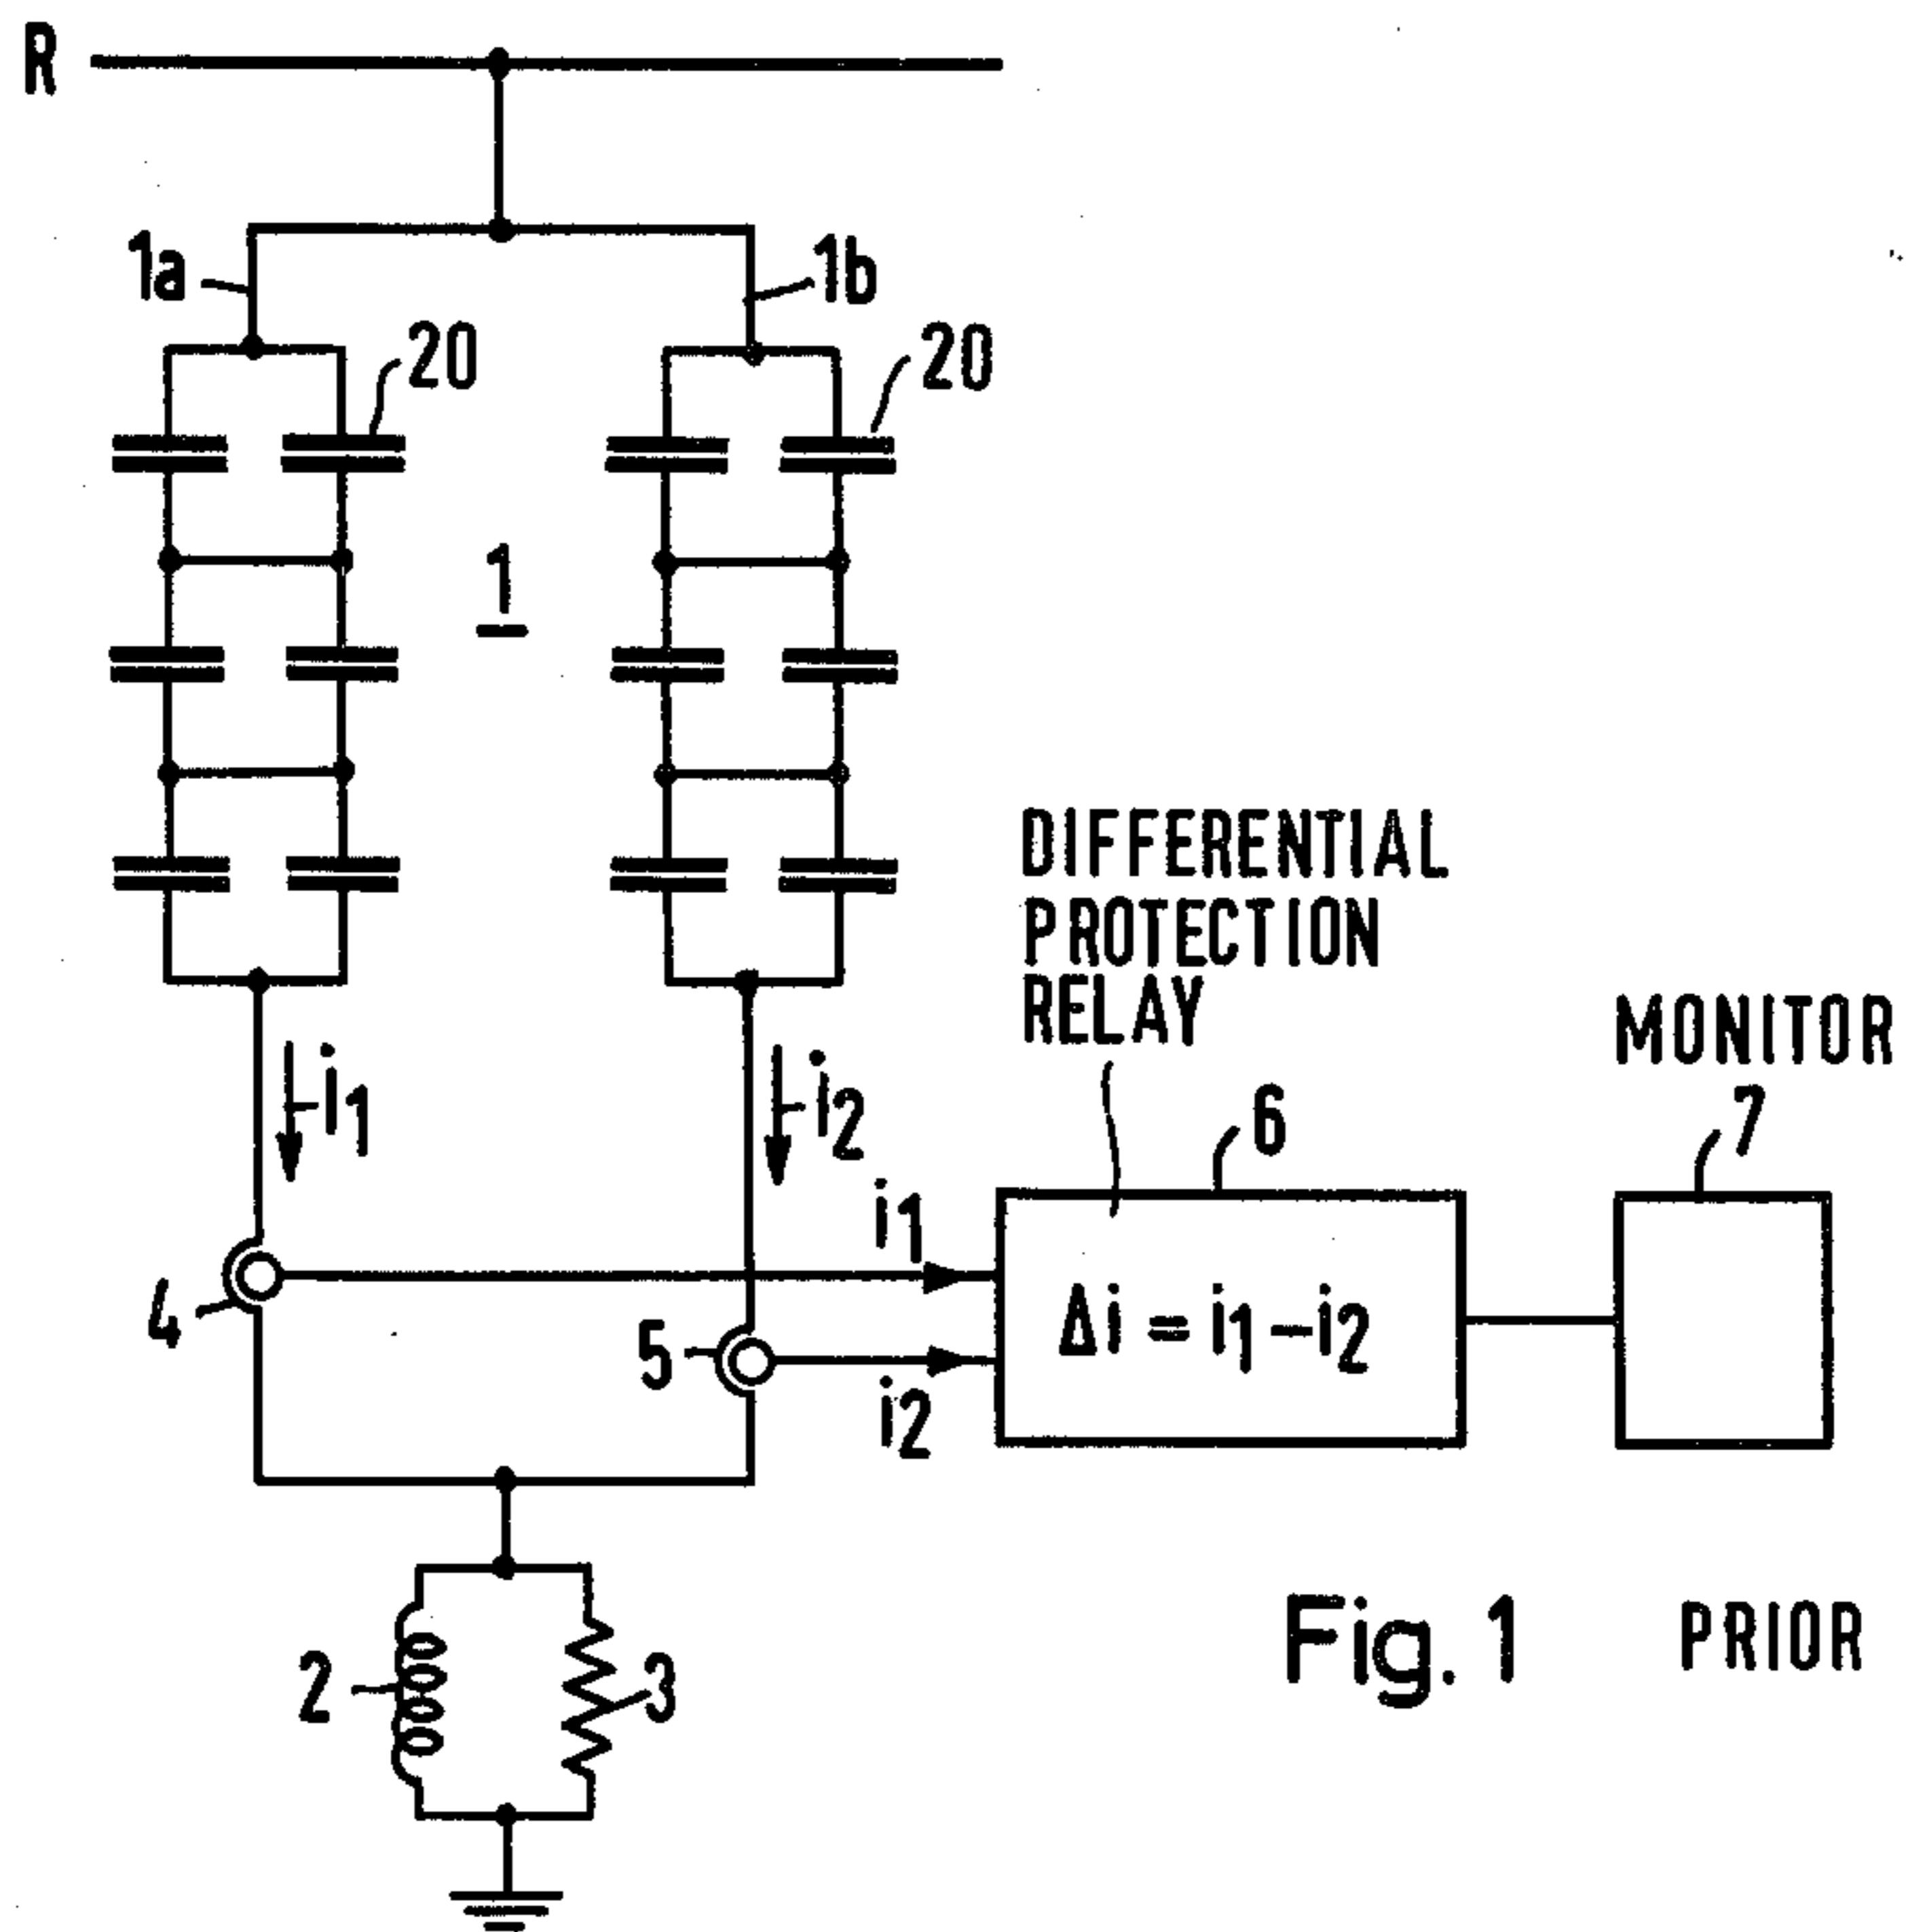 R
1a
1b
20
20
1
DIFFERENTIAL
PROTECTION
RELAY
MONITOR
i1
i2
6
7
i1
4
Δi = i1 – i2
5
i2
2
3
Fig. 1 PRIOR